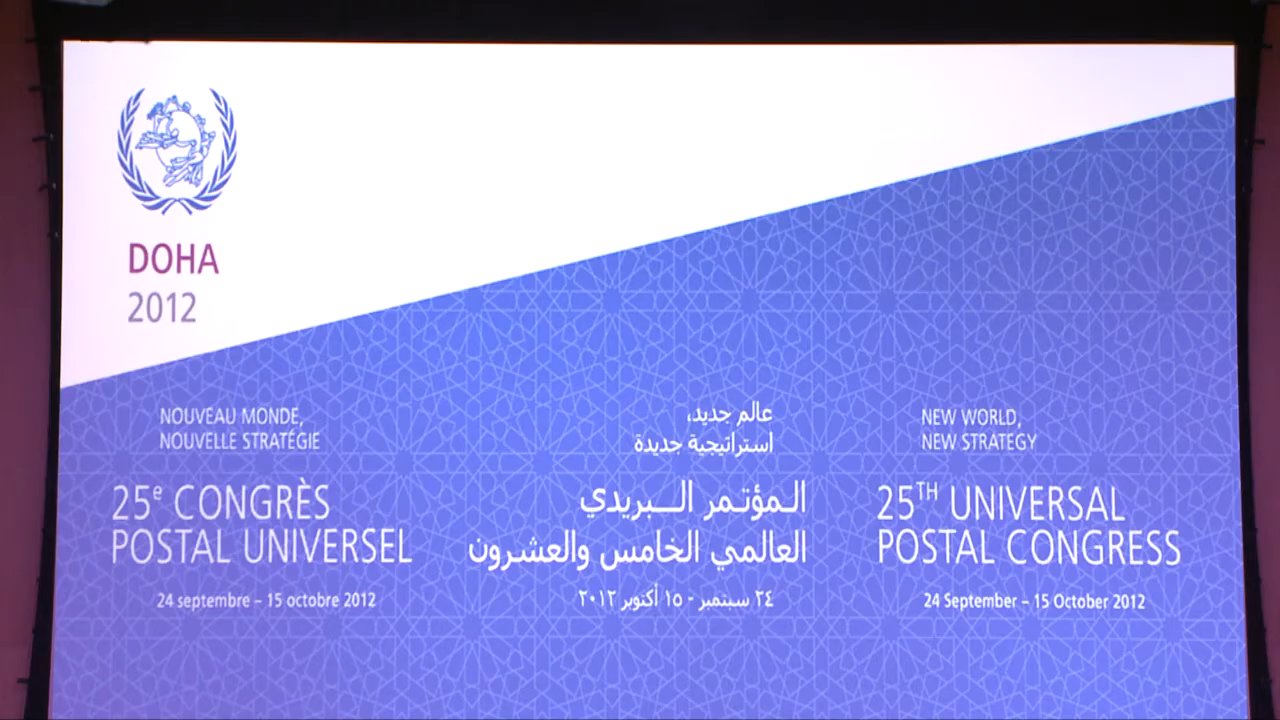 DOHA
2012
NOUVEAU MONDE,
NOUVELLE STRATÉGIE
25e CONGRÈS
POSTAL UNIVERSEL
24 septembre – 15 octobre 2012
عالم جديد،
استراتيجية جديدة
المؤتمر البريدي
العالمي الخامس والعشرون
٢٤ سبتمبر - ١٥ أكتوبر ٢٠١٢
NEW WORLD,
NEW STRATEGY
25TH UNIVERSAL
POSTAL CONGRESS
24 September – 15 October 2012